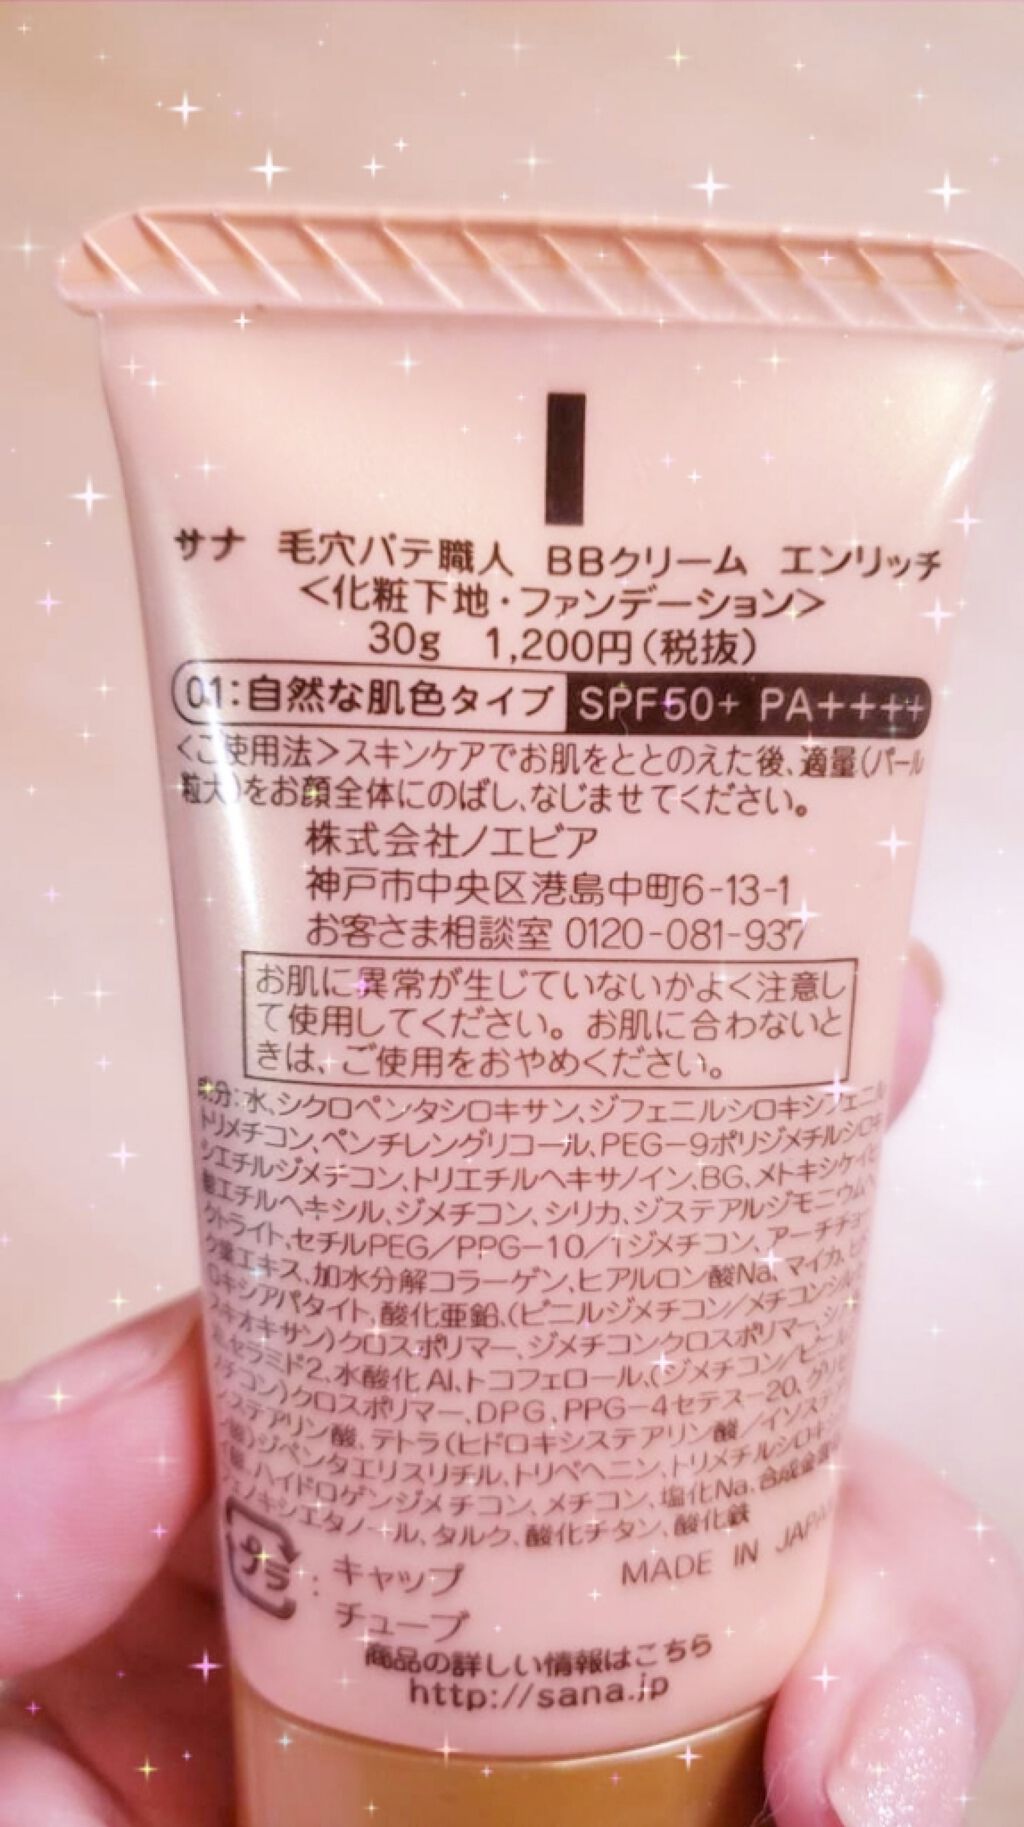 サナ 毛穴パテ職人 BBクリーム エンリッチ
<化粧下地・ファンデーション>
30g 1,200円(税抜)
01:自然な肌色タイプ SPF50+ PA++++
<ご使用法>スキンケアでお肌をととのえた後、適量(パール
粒大)をお顔全体にのばし、なじませてください。
株式会社ノエビア
神戸市中央区港島中町6-13-1
お客さま相談室 0120-081-937
お肌に異常が生じていないかよく注意し
て使用してください。お肌に合わないと
きは、ご使用をおやめください。
成分:水、シクロペンタシロキサン、ジフェニルシロキシフェニル
トリメチコン、ペンチレングリコール、PEG-9ポリジメチルシロキ
シエチルジメチコン、トリエチルヘキサノイン、BG、メトキシケイヒ
酸エチルヘキシル、ジメチコン、シリカ、ジステアルジモニウムヘ
クトライト、セチルPEG/PPG-10/1ジメチコン、アーチチョー
ク葉エキス、加水分解コラーゲン、ヒアルロン酸Na、マイカ、ヒド
ロキシアパタイト、酸化亜鉛、(ビニルジメチコン/メチコンシル
セスキオキサン)クロスポリマー、ジメチコンクロスポリマー、
セラミド2、水酸化Al、トコフェロール、(ジメチコン/ビニル
メチコン)クロスポリマー、DPG、PPG-4セテス-20、
ステアリン酸、テトラ(ヒドロキシステアリン酸/イソステア
酸)ジペンタエリスリチル、トリベヘニン、トリメチルシロキシ
ハイドロゲンジメチコン、メチコン、塩化Na、合成金雲
フェノキシエタノール、タルク、酸化チタン、酸化鉄
プラ : キャップ
チューブ
MADE IN JAPAN
商品の詳しい情報はこちら
http://sana.jp